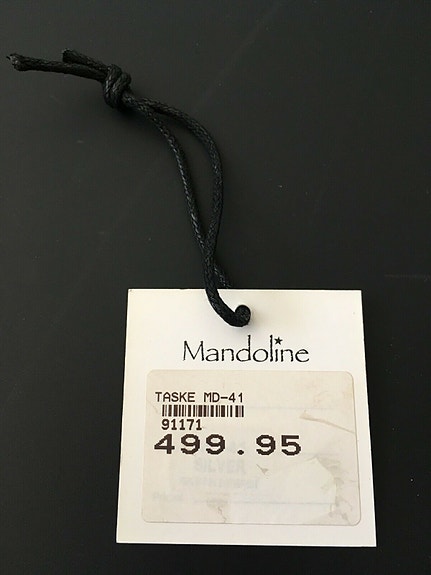 Mandoline
TASKE MD-41
91171
499.95
SILVER